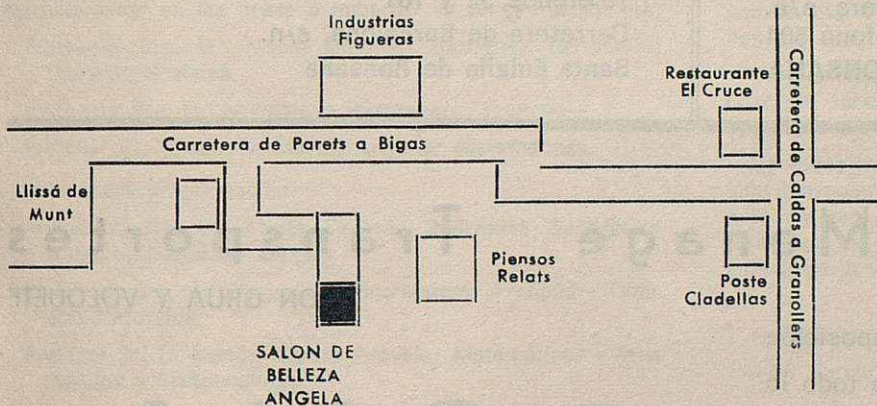 Industrias
Figueras
Restaurante
El Cruce
Carretera de Caldas a Granollers
Carretera de Parets a Bigas
Llissá de
Munt
Piensos
Relats
Poste
Cladellas
SALON DE
BELLEZA
ANGELA